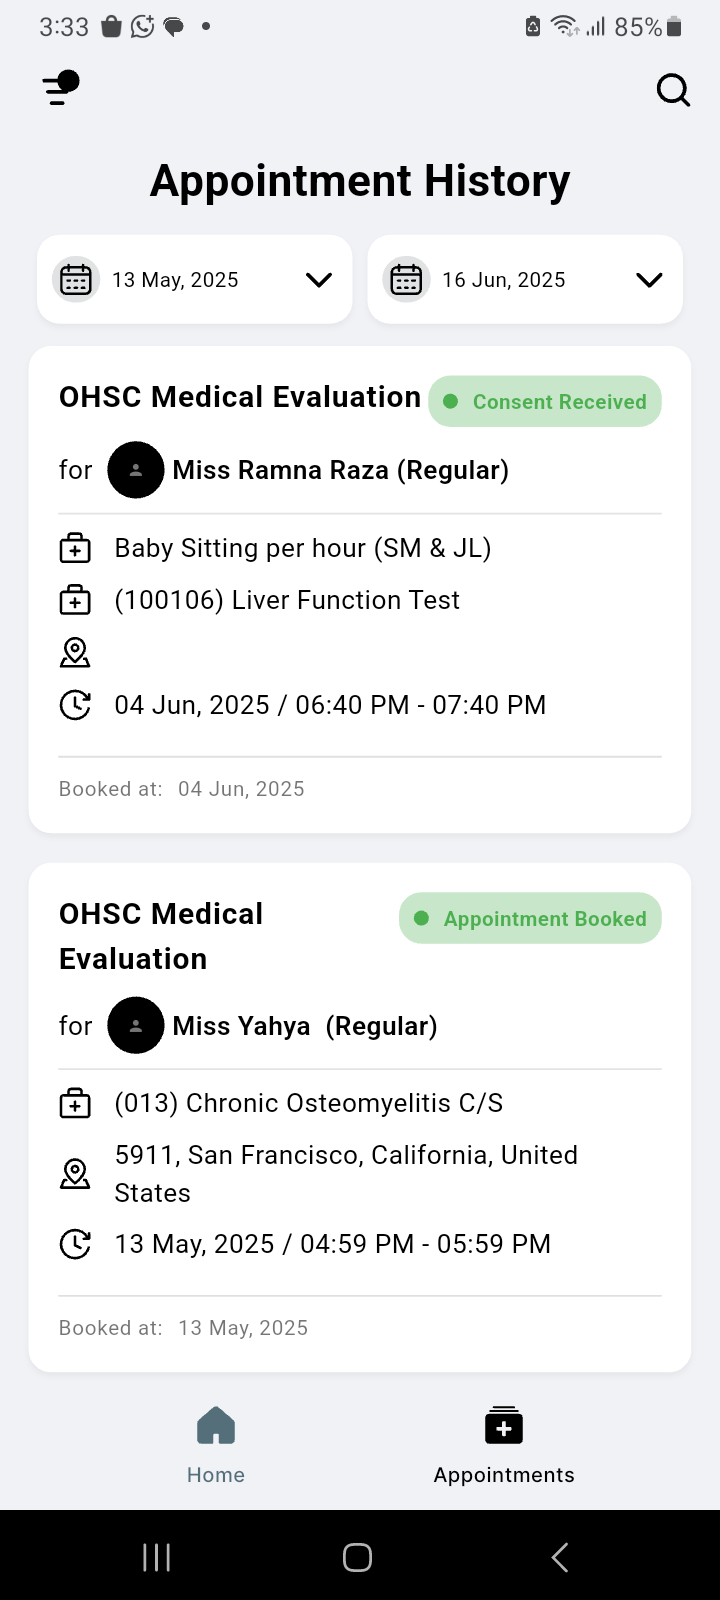 3:33
85%
Appointment History
13 May, 2025
16 Jun, 2025
OHSC Medical Evaluation
Consent Received
for Miss Ramna Raza (Regular)
Baby Sitting per hour (SM & JL)
(100106) Liver Function Test
04 Jun, 2025 / 06:40 PM - 07:40 PM
Booked at: 04 Jun, 2025
OHSC Medical
Evaluation
Appointment Booked
for Miss Yahya (Regular)
(013) Chronic Osteomyelitis C/S
5911, San Francisco, California, United
States
13 May, 2025 / 04:59 PM - 05:59 PM
Booked at: 13 May, 2025
Home
Appointments